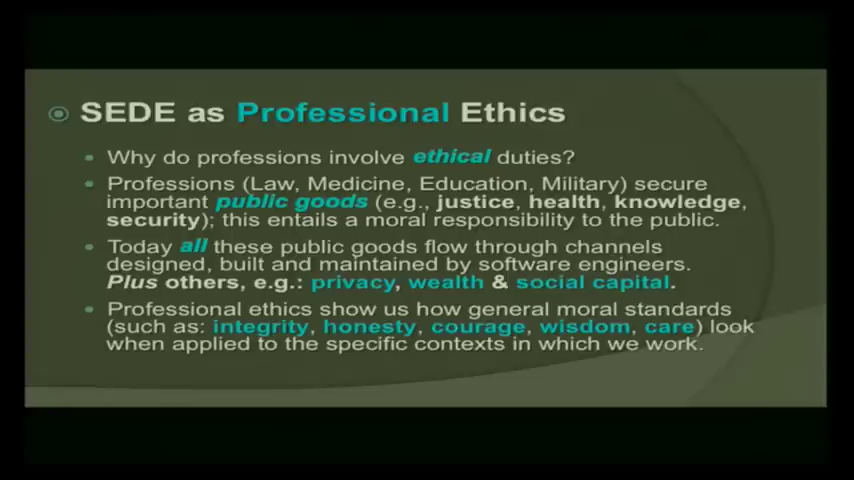 SEDE as Professional Ethics
Why do professions involve ethical duties?
Professions (Law, Medicine, Education, Military) secure
important public goods (e.g., justice, health, knowledge,
security); this entails a moral responsibility to the public.
Today all these public goods flow through channels
designed, built and maintained by software engineers.
Plus others, e.g.: privacy, wealth & social capital.
Professional ethics show us how general moral standards
(such as: integrity, honesty, courage, wisdom, care) look
when applied to the specific contexts in which we work.